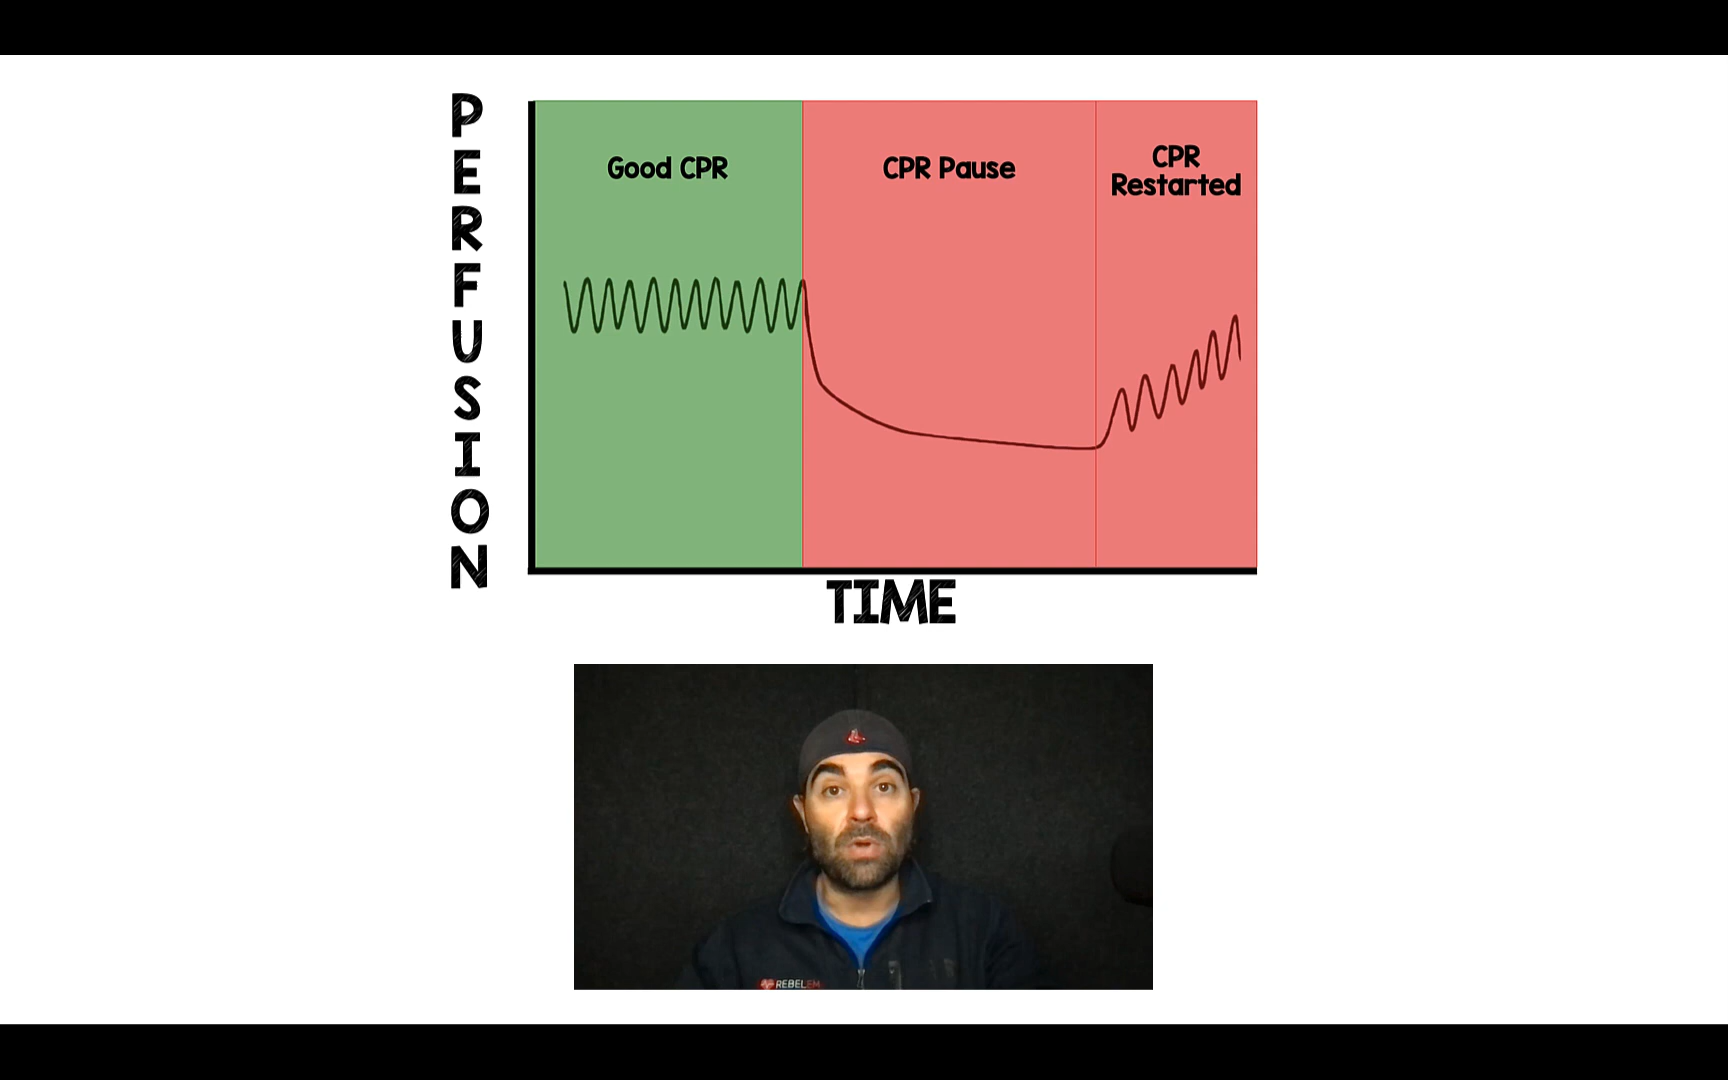 PERFUSION
Good CPR
CPR Pause
CPR
Restarted
TIME
REBELEM